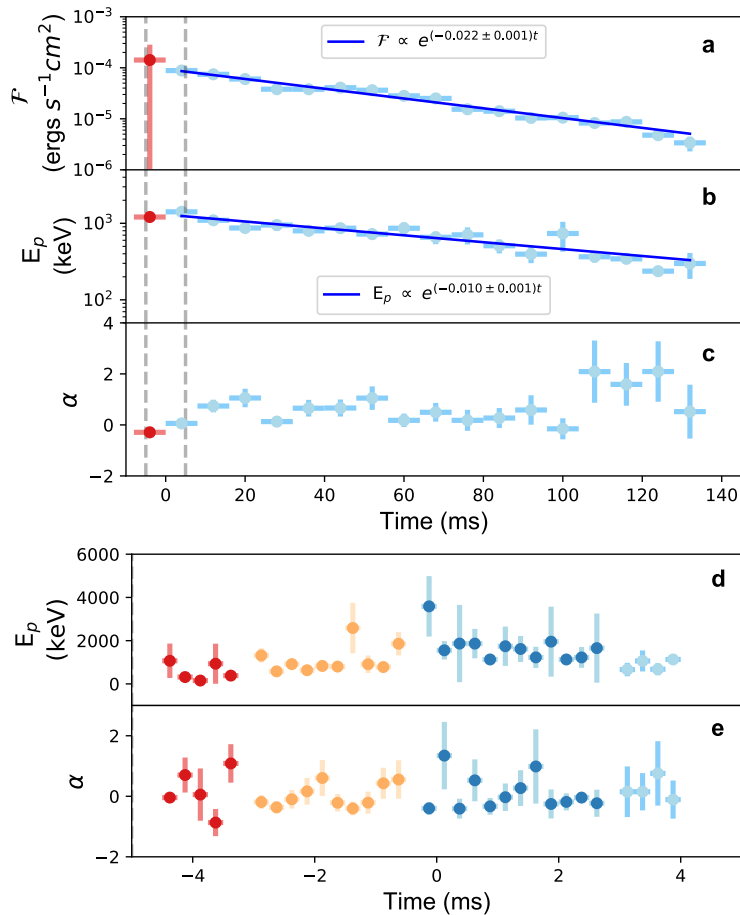 10⁻³
10⁻⁴
10⁻⁵
10⁻⁶
ℱ
(ergs s⁻¹cm²)
ℱ ∝ e^(−0.022 ± 0.001)t
a
10³
10²
E_p
(keV)
E_p ∝ e^(−0.010 ± 0.001)t
b
4
2
0
−2
α
c
0 20 40 60 80 100 120 140
Time (ms)
6000
4000
2000
0
E_p
(keV)
d
2
0
−2
α
e
−4 −2 0 2 4
Time (ms)